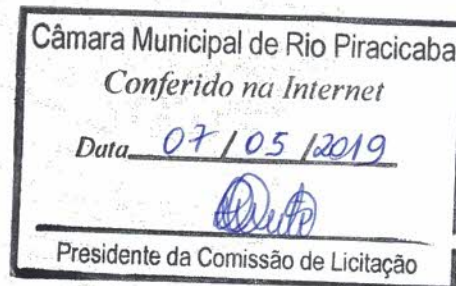 Câmara Municipal de Rio Piracicaba
Conferido na Internet
Data 07/05/2019
Presidente da Comissão de Licitação